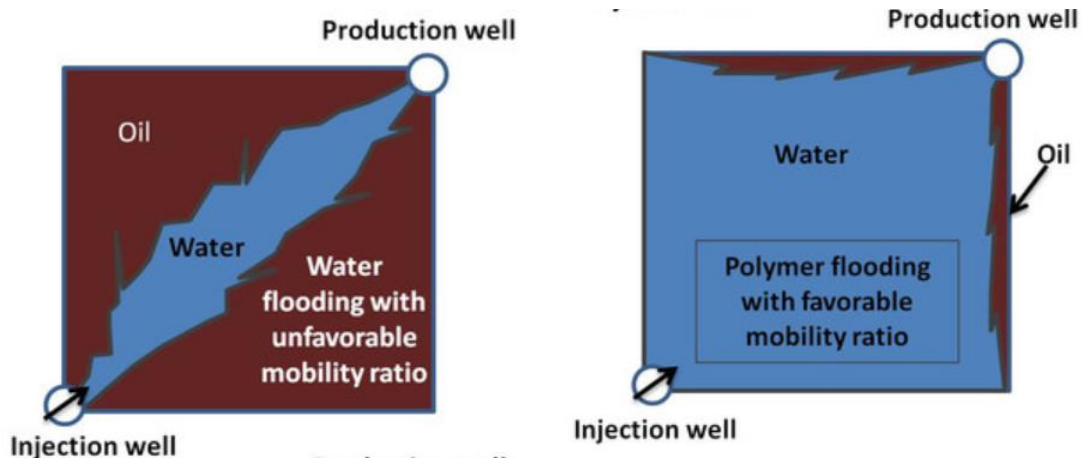 Production well
Oil
Water
Water
flooding with
unfavorable
mobility ratio
Injection well
Production well
Water
Oil
Polymer flooding
with favorable
mobility ratio
Injection well